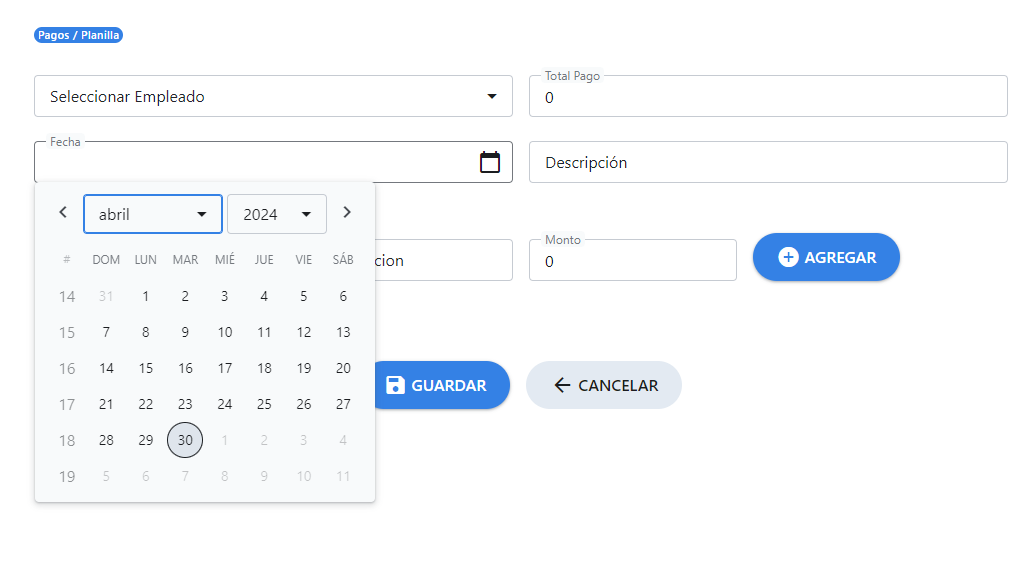 Pagos / Planilla
Seleccionar Empleado
Total Pago
0
Fecha
Descripción
abril 2024
# DOM LUN MAR MIÉ JUE VIE SÁB
14 31 1 2 3 4 5 6
15 7 8 9 10 11 12 13
16 14 15 16 17 18 19 20
17 21 22 23 24 25 26 27
18 28 29 30 1 2 3 4
19 5 6 7 8 9 10 11
cion
Monto
0
AGREGAR
GUARDAR
CANCELAR